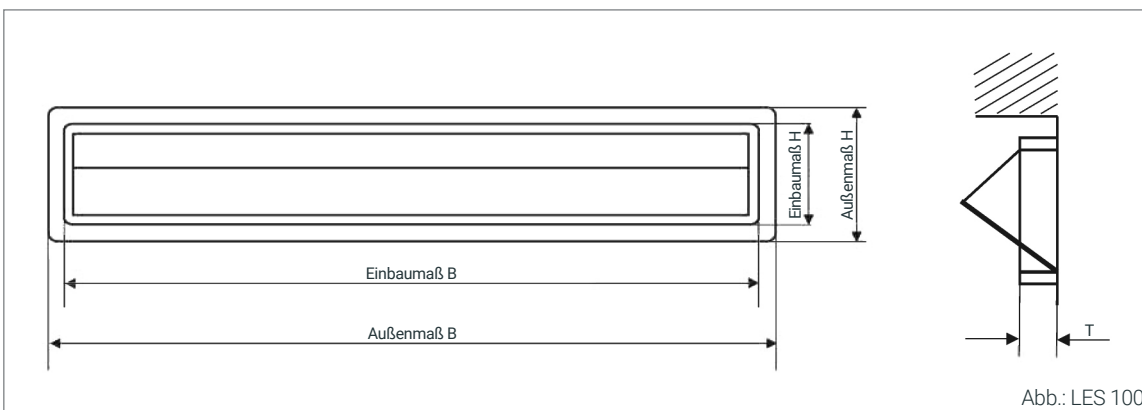 Einbaumaß H
Außenmaß H
Einbaumaß B
Außenmaß B
T
Abb.: LES 100